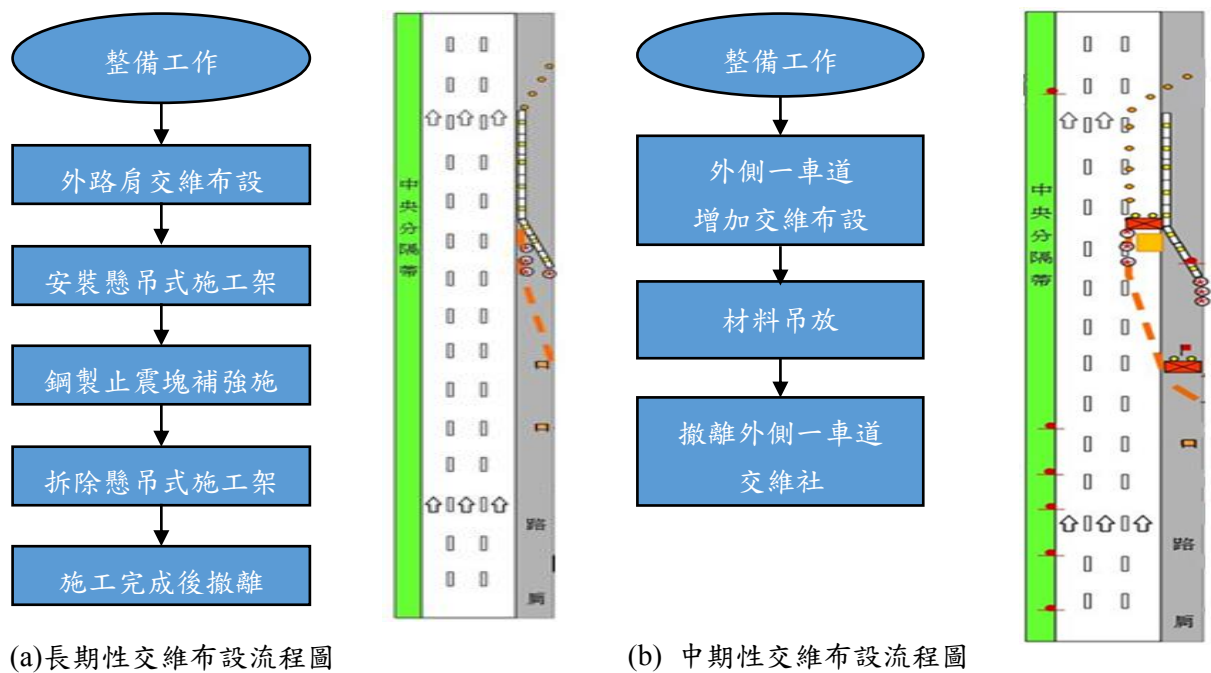 整備工作
外路肩交維布設
安裝懸吊式施工架
鋼製止震塊補強施
拆除懸吊式施工架
施工完成後撤離
中央分隔帶
路肩
(a)長期性交維布設流程圖
整備工作
外側一車道
增加交維布設
材料吊放
撤離外側一車道
交維社
中央分隔帶
路肩
(b) 中期性交維布設流程圖